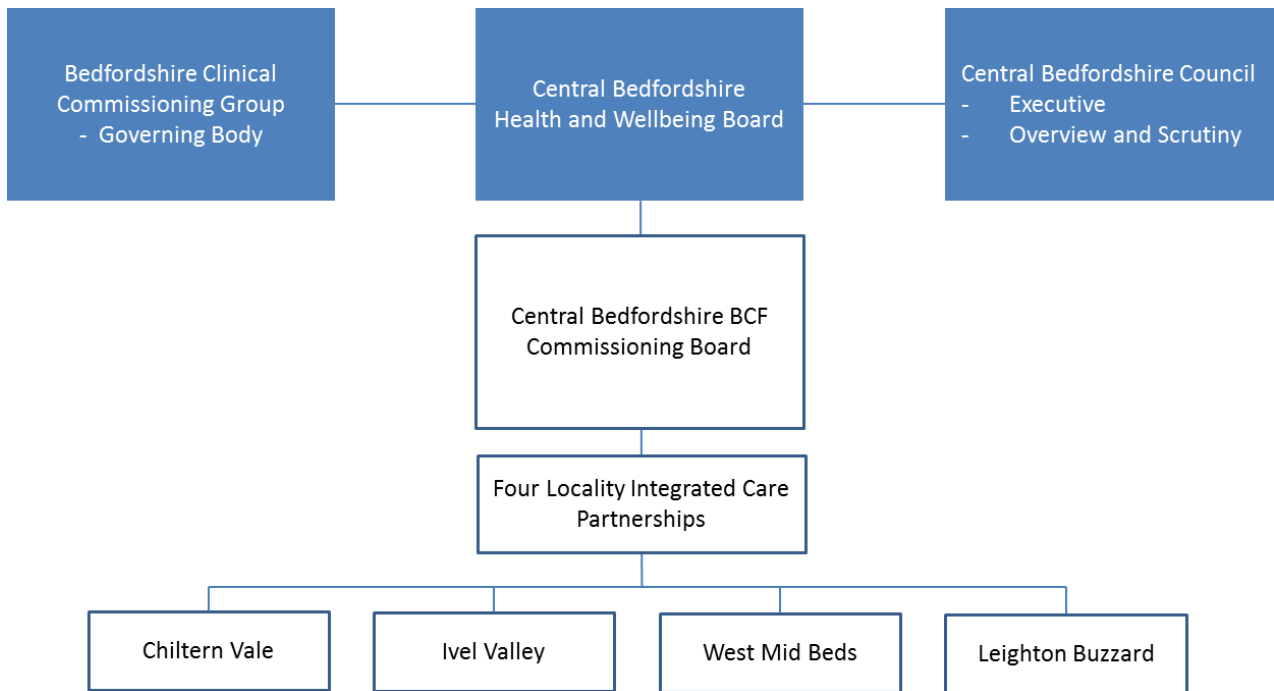 Bedfordshire Clinical
Commissioning Group
- Governing Body
Central Bedfordshire
Health and Wellbeing Board
Central Bedfordshire Council
- Executive
- Overview and Scrutiny
Central Bedfordshire BCF
Commissioning Board
Four Locality Integrated Care
Partnerships
Chiltern Vale
Ivel Valley
West Mid Beds
Leighton Buzzard